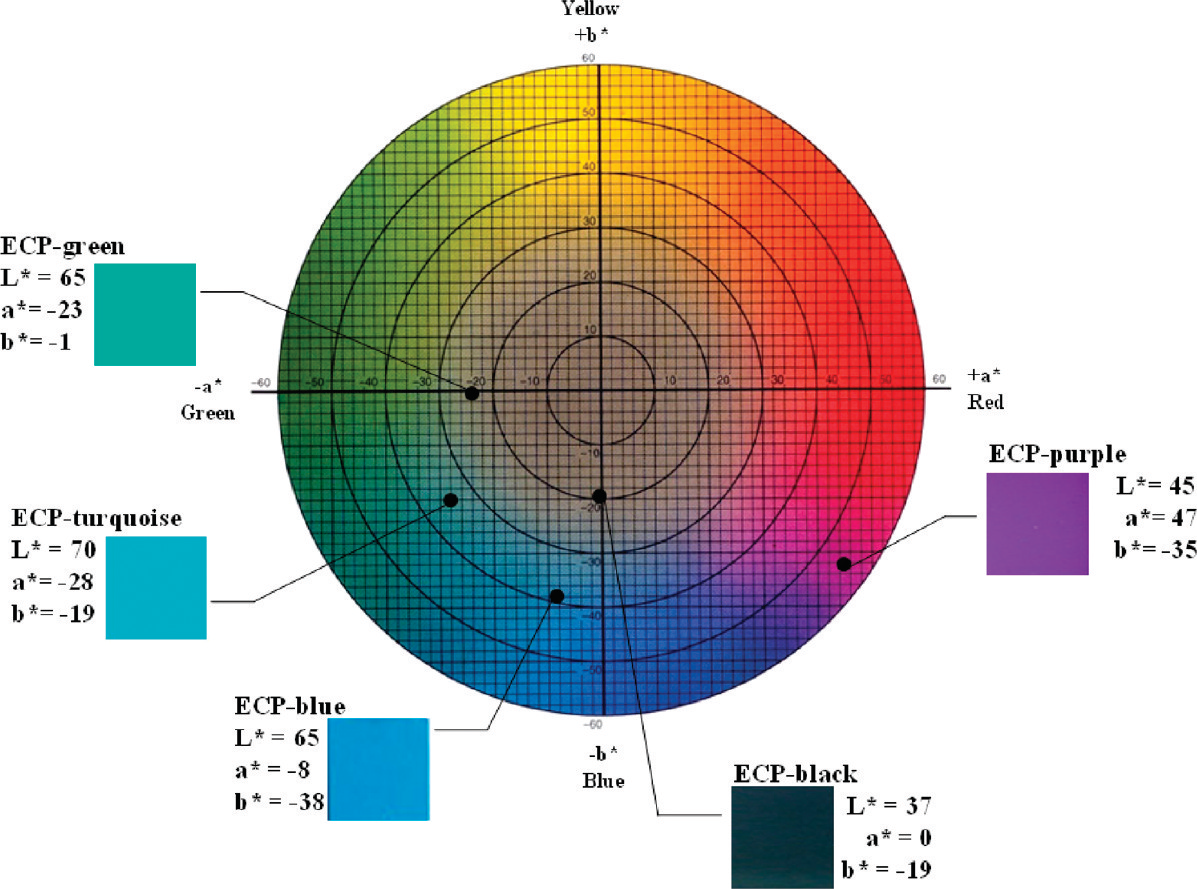 Yellow
+b*
60
50
40
30
20
10
ECP-green
L* = 65
a*= -23
b*= -1
-a*
Green
-60 -50 -40 -30 -20 -10 10 20 30 40 50 60
+a*
Red
-10
-20
-30
-40
-50
-60
-b*
Blue
ECP-purple
L*= 45
a*= 47
b*= -35
ECP-turquoise
L* = 70
a*= -28
b*= -19
ECP-blue
L* = 65
a* = -8
b* = -38
ECP-black
L* = 37
a* = 0
b* = -19